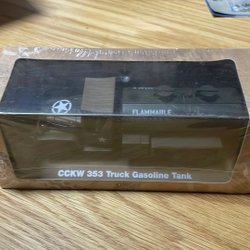 FLAMMABLE
CCKW 353 Truck Gasoline Tank